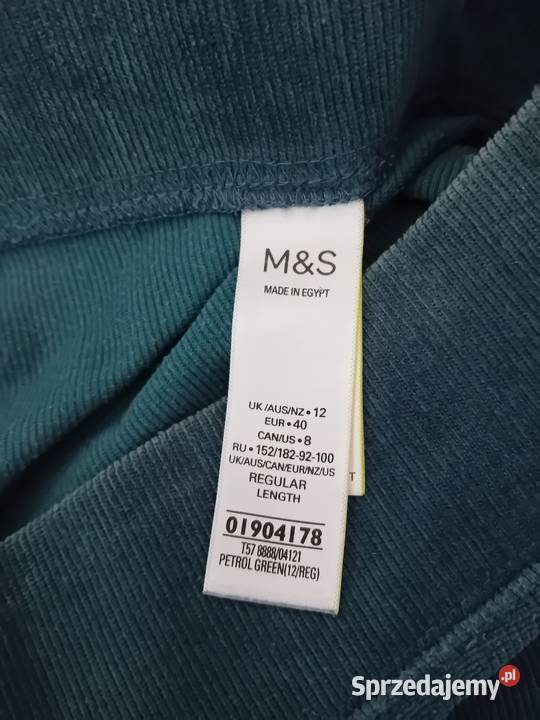 M&S
MADE IN EGYPT
UK/AUS/NZ•12
EUR•40
CAN/US•8
RU•152/182-92-100
UK/AUS/CAN/EUR/NZ/US
REGULAR
LENGTH
T
01904178
T57 8888/04121
PETROL GREEN(12/REG)
Sprzedajemy.pl